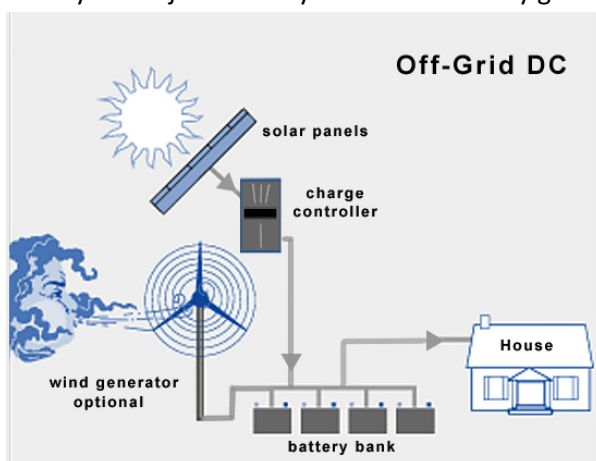 Off-Grid DC
solar panels
charge
controller
House
wind generator
optional
battery bank